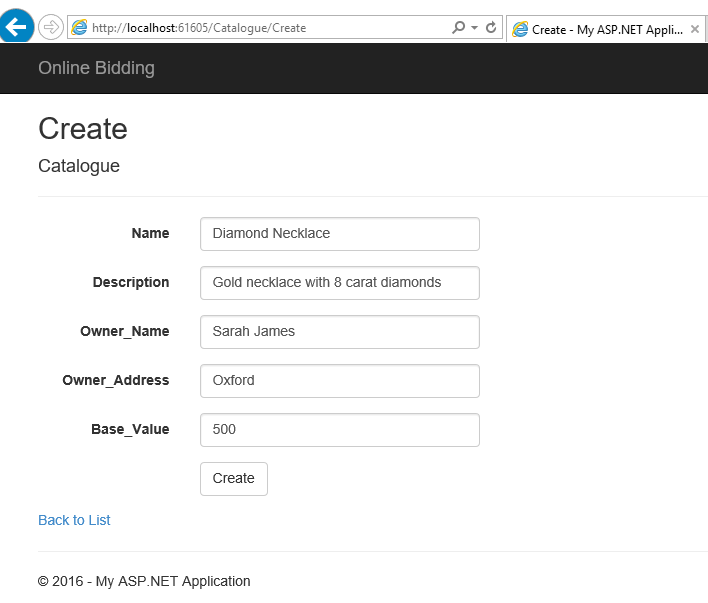 http://localhost:61605/Catalogue/Create
Create - My ASP.NET Appli...
Online Bidding
Create
Catalogue
Name Diamond Necklace
Description Gold necklace with 8 carat diamonds
Owner_Name Sarah James
Owner_Address Oxford
Base_Value 500
Create
Back to List
© 2016 - My ASP.NET Application